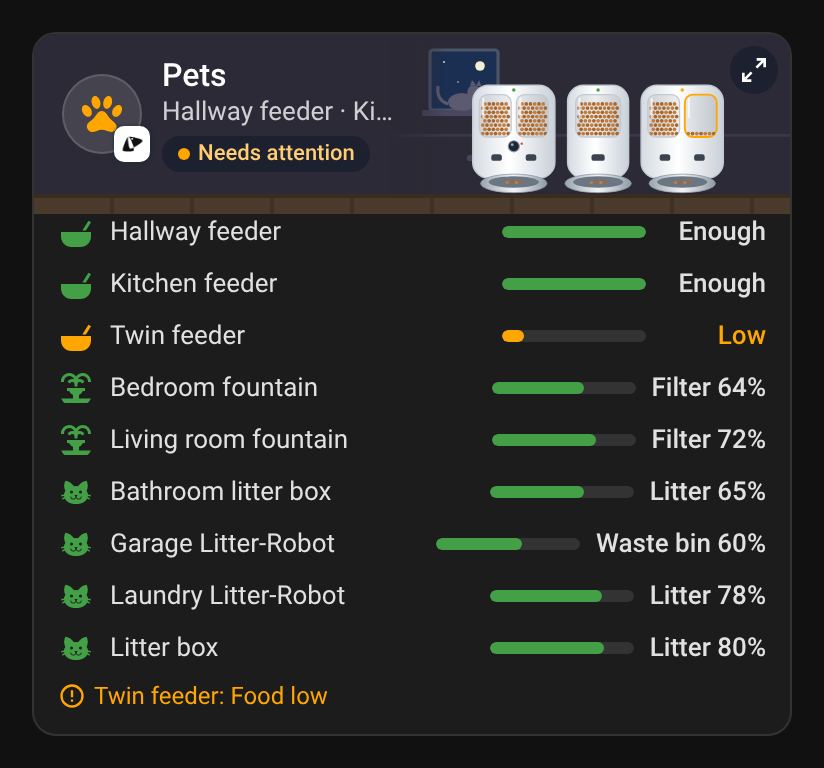 Pets
Hallway feeder · Ki...
Needs attention
Hallway feeder Enough
Kitchen feeder Enough
Twin feeder Low
Bedroom fountain Filter 64%
Living room fountain Filter 72%
Bathroom litter box Litter 65%
Garage Litter-Robot Waste bin 60%
Laundry Litter-Robot Litter 78%
Litter box Litter 80%
Twin feeder: Food low